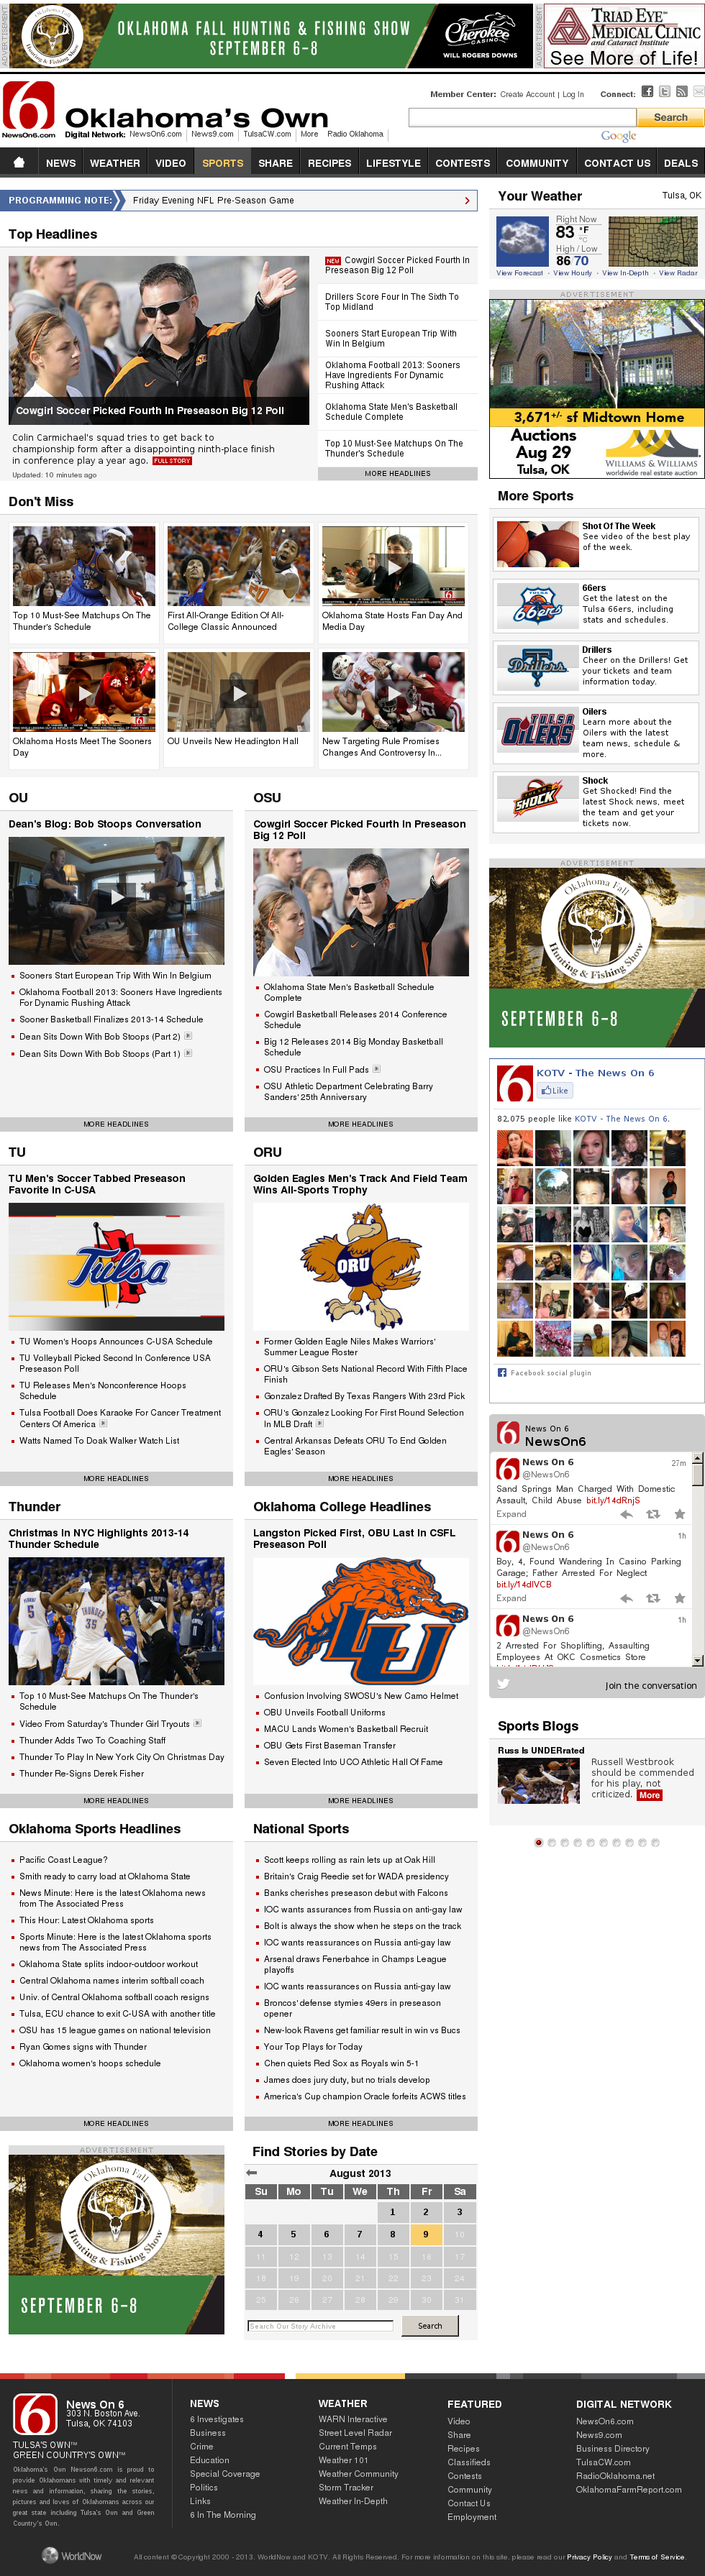 ADVERTISEMENT
OKLAHOMA FALL HUNTING & FISHING SHOW
SEPTEMBER 6-8
CHEROKEE
CASINO
WILL ROGERS DOWNS
ADVERTISEMENT
TRIAD EYE
MEDICAL CLINIC
and Cataract Institute
See More of Life!
6
NewsOn6.com
Oklahoma's Own
Member Center: Create Account | Log In
Connect:
Digital Network: NewsOn6.com News9.com TulsaCW.com More Radio Oklahoma
Search
Google
NEWS WEATHER VIDEO SPORTS SHARE RECIPES LIFESTYLE CONTESTS COMMUNITY CONTACT US DEALS
PROGRAMMING NOTE: Friday Evening NFL Pre-Season Game
Top Headlines
Cowgirl Soccer Picked Fourth In Preseason Big 12 Poll
Colin Carmichael's squad tries to get back to
championship form after a disappointing ninth-place finish
in conference play a year ago. FULL STORY
Updated: 10 minutes ago
NEW Cowgirl Soccer Picked Fourth In
Preseason Big 12 Poll
Drillers Score Four In The Sixth To
Top Midland
Sooners Start European Trip With
Win In Belgium
Oklahoma Football 2013: Sooners
Have Ingredients For Dynamic
Rushing Attack
Oklahoma State Men's Basketball
Schedule Complete
Top 10 Must-See Matchups On The
Thunder's Schedule
MORE HEADLINES
Don't Miss
Top 10 Must-See Matchups On The
Thunder's Schedule
First All-Orange Edition Of All-
College Classic Announced
Oklahoma State Hosts Fan Day And
Media Day
Oklahoma Hosts Meet The Sooners
Day
OU Unveils New Headington Hall
New Targeting Rule Promises
Changes And Controversy In...
OU
Dean's Blog: Bob Stoops Conversation
Sooners Start European Trip With Win In Belgium
Oklahoma Football 2013: Sooners Have Ingredients
For Dynamic Rushing Attack
Sooner Basketball Finalizes 2013-14 Schedule
Dean Sits Down With Bob Stoops (Part 2)
Dean Sits Down With Bob Stoops (Part 1)
MORE HEADLINES
OSU
Cowgirl Soccer Picked Fourth In Preseason
Big 12 Poll
Oklahoma State Men's Basketball Schedule
Complete
Cowgirl Basketball Releases 2014 Conference
Schedule
Big 12 Releases 2014 Big Monday Basketball
Schedule
OSU Practices In Full Pads
OSU Athletic Department Celebrating Barry
Sanders' 25th Anniversary
MORE HEADLINES
TU
TU Men's Soccer Tabbed Preseason
Favorite In C-USA
Tulsa
TU Women's Hoops Announces C-USA Schedule
TU Volleyball Picked Second In Conference USA
Preseason Poll
TU Releases Men's Nonconference Hoops
Schedule
Tulsa Football Does Karaoke For Cancer Treatment
Centers Of America
Watts Named To Doak Walker Watch List
MORE HEADLINES
ORU
Golden Eagles Men's Track And Field Team
Wins All-Sports Trophy
ORU
Former Golden Eagle Niles Makes Warriors'
Summer League Roster
ORU's Gibson Sets National Record With Fifth Place
Finish
Gonzalez Drafted By Texas Rangers With 23rd Pick
ORU's Gonzalez Looking For First Round Selection
In MLB Draft
Central Arkansas Defeats ORU To End Golden
Eagles' Season
MORE HEADLINES
Thunder
Christmas In NYC Highlights 2013-14
Thunder Schedule
Top 10 Must-See Matchups On The Thunder's
Schedule
Video From Saturday's Thunder Girl Tryouts
Thunder Adds Two To Coaching Staff
Thunder To Play In New York City On Christmas Day
Thunder Re-Signs Derek Fisher
MORE HEADLINES
Oklahoma College Headlines
Langston Picked First, OBU Last In CSFL
Preseason Poll
LU
Confusion Involving SWOSU's New Camo Helmet
OBU Unveils Football Uniforms
MACU Lands Women's Basketball Recruit
OBU Gets First Baseman Transfer
Seven Elected Into UCO Athletic Hall Of Fame
MORE HEADLINES
Oklahoma Sports Headlines
Pacific Coast League?
Smith ready to carry load at Oklahoma State
News Minute: Here is the latest Oklahoma news
from The Associated Press
This Hour: Latest Oklahoma sports
Sports Minute: Here is the latest Oklahoma sports
news from The Associated Press
Oklahoma State splits indoor-outdoor workout
Central Oklahoma names interim softball coach
Univ. of Central Oklahoma softball coach resigns
Tulsa, ECU chance to exit C-USA with another title
OSU has 15 league games on national television
Ryan Gomes signs with Thunder
Oklahoma women's hoops schedule
MORE HEADLINES
National Sports
Scott keeps rolling as rain lets up at Oak Hill
Britain's Craig Reedie set for WADA presidency
Banks cherishes preseason debut with Falcons
IOC wants assurances from Russia on anti-gay law
Bolt is always the show when he steps on the track
IOC wants reassurances on Russia anti-gay law
Arsenal draws Fenerbahce in Champs League
playoffs
IOC wants reassurances on Russia anti-gay law
Broncos' defense stymies 49ers in preseason
opener
New-look Ravens get familiar result in win vs Bucs
Your Top Plays for Today
Chen quiets Red Sox as Royals win 5-1
James does jury duty, but no trials develop
America's Cup champion Oracle forfeits ACWS titles
MORE HEADLINES
ADVERTISEMENT
Oklahoma Fall
Hunting & Fishing Show
SEPTEMBER 6-8
Find Stories by Date
August 2013
Su Mo Tu We Th Fr Sa
1 2 3
4 5 6 7 8 9 10
11 12 13 14 15 16 17
18 19 20 21 22 23 24
25 26 27 28 29 30 31
Search Our Story Archive
Search
Your Weather
Tulsa, OK
Right Now
83 °F
°C
High / Low
86 70
View Forecast - View Hourly - View In-Depth - View Radar
ADVERTISEMENT
3,671+/- sf Midtown Home
Auctions
Aug 29
Tulsa, OK
WILLIAMS & WILLIAMS
worldwide real estate auction
More Sports
Shot Of The Week
See video of the best play
of the week.
66ers
Get the latest on the
Tulsa 66ers, including
stats and schedules.
Drillers
Cheer on the Drillers! Get
your tickets and team
information today.
TULSA
OILERS
Oilers
Learn more about the
Oilers with the latest
team news, schedule &
more.
SHOCK
Shock
Get Shocked! Find the
latest Shock news, meet
the team and get your
tickets now.
ADVERTISEMENT
Oklahoma Fall
Hunting & Fishing Show
SEPTEMBER 6-8
KOTV - The News On 6
Like
82,075 people like KOTV - The News On 6.
Facebook social plugin
News On 6
NewsOn6
News On 6 27m
@NewsOn6
Sand Springs Man Charged With Domestic
Assault, Child Abuse bit.ly/14dRnjS
Expand
News On 6 1h
@NewsOn6
Boy, 4, Found Wandering In Casino Parking
Garage; Father Arrested For Neglect
bit.ly/14dlVCB
Expand
News On 6 1h
@NewsOn6
2 Arrested For Shoplifting, Assaulting
Employees At OKC Cosmetics Store
Join the conversation
Sports Blogs
Russ Is UNDERrated
Russell Westbrook
should be commended
for his play, not
criticized. More
News On 6
303 N. Boston Ave.
Tulsa, OK 74103
TULSA'S OWN™
GREEN COUNTRY'S OWN™
Oklahoma's Own Newson6.com is proud to
provide Oklahomans with timely and relevant
news and information, sharing the stories,
pictures and loves of Oklahomans across our
great state including Tulsa's Own and Green
Country's Own.
NEWS
6 Investigates
Business
Crime
Education
Special Coverage
Politics
Links
6 In The Morning
WEATHER
WARN Interactive
Street Level Radar
Current Temps
Weather 101
Weather Community
Storm Tracker
Weather In-Depth
FEATURED
Video
Share
Recipes
Classifieds
Contests
Community
Contact Us
Employment
DIGITAL NETWORK
NewsOn6.com
News9.com
Business Directory
TulsaCW.com
RadioOklahoma.net
OklahomaFarmReport.com
WorldNow
All content © Copyright 2000 - 2013. WorldNow and KOTV. All Rights Reserved. For more information on this site, please read our Privacy Policy and Terms of Service.